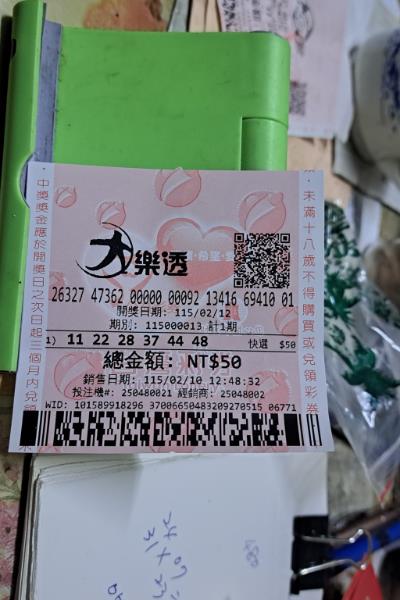 大樂透
26327 47362 00000 00092 13416 69410 01
開獎日期: 115/02/12
期別: 115000013 計1期
1) 11 22 28 37 44 48 快選 $50
總金額: NT$50
銷售日期: 115/02/10 12:48:32
投注機#: 250480021 經銷商: 25048002
WID: 101589918296 37006650483209270515 06771
中獎獎金應於開獎日之次日起三個月內兌領
未滿十八歲不得購買或兌領彩券